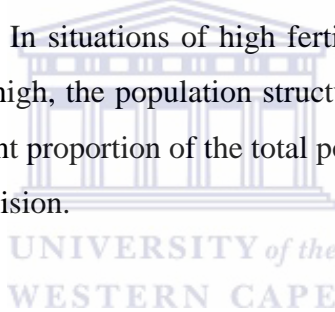 In situations of high ferti
igh, the population struct
nt proportion of the total po
ision.
UNIVERSITY of the
WESTERN CAPE